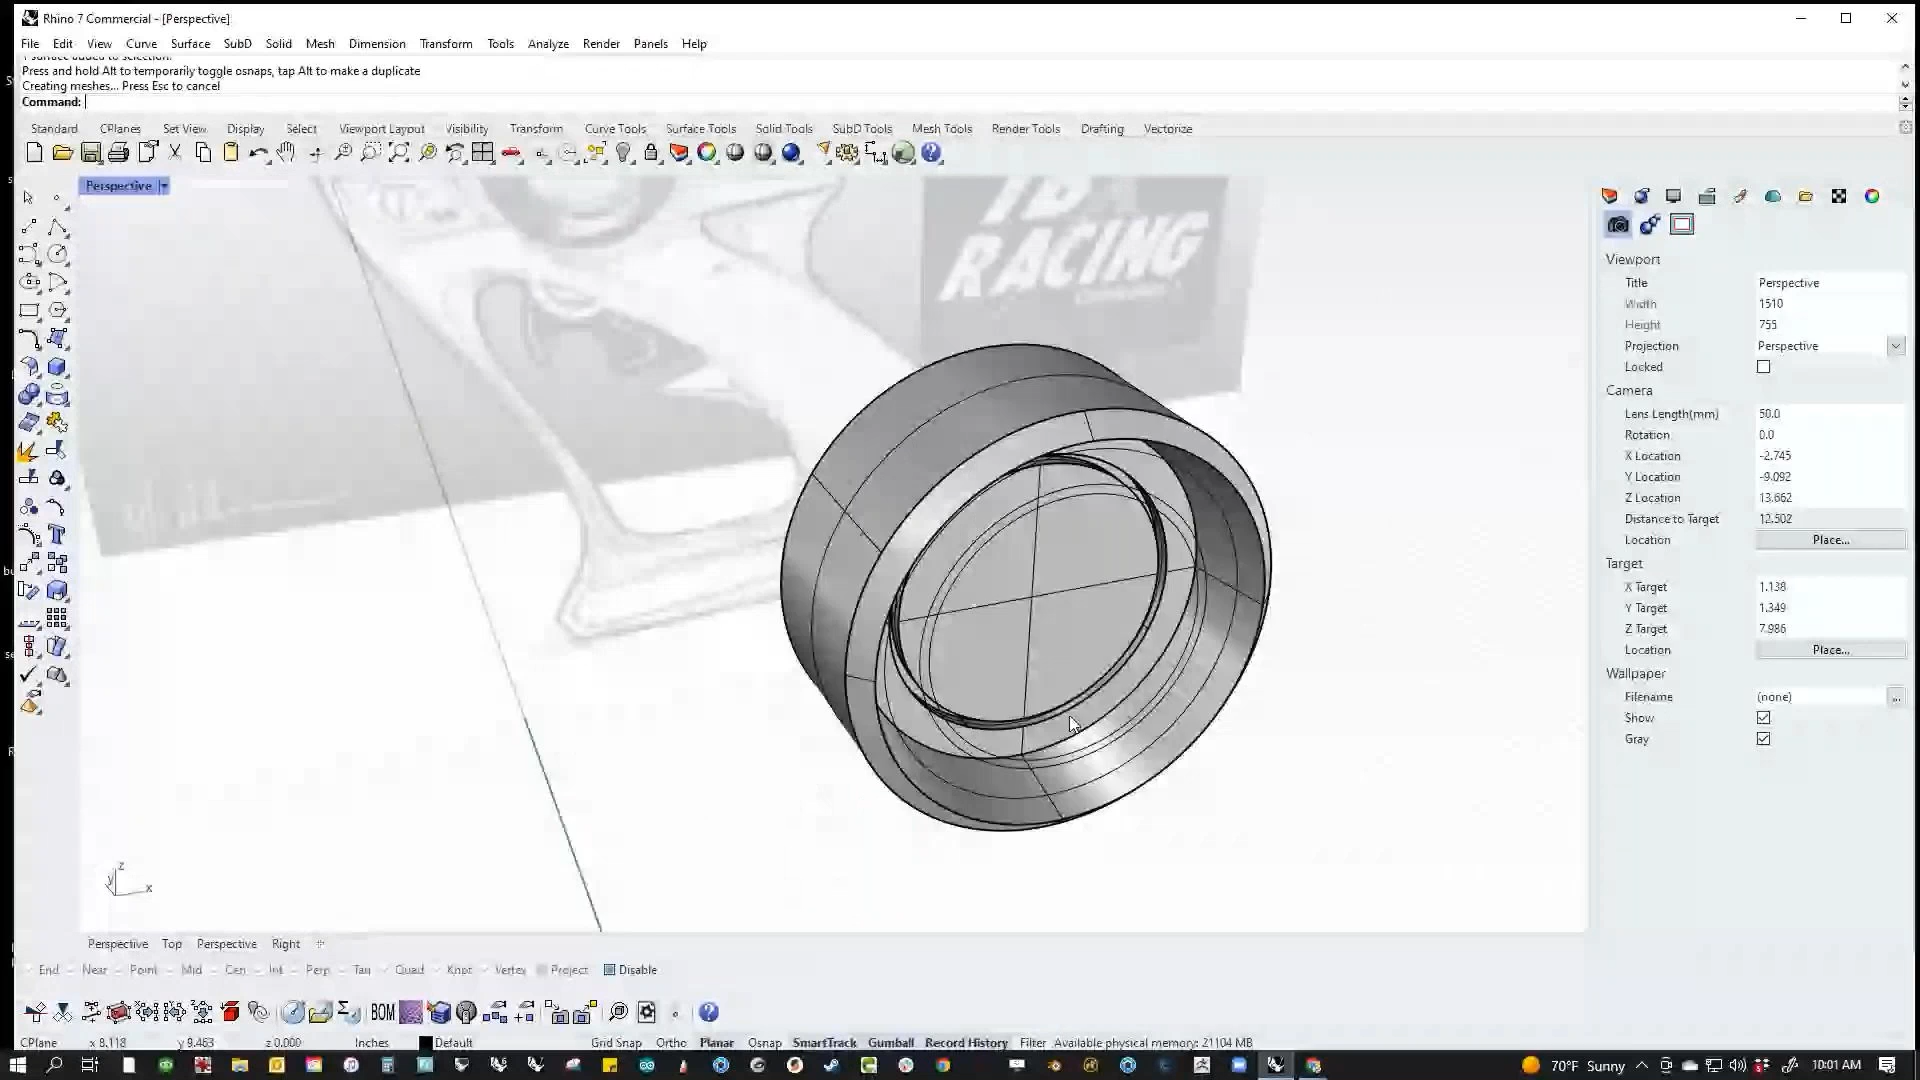 Rhino 7 Commercial - [Perspective]
File Edit View Curve Surface SubD Solid Mesh Dimension Transform Tools Analyze Render Panels Help
1 surface added to selection.
Press and hold Alt to temporarily toggle osnaps, tap Alt to make a duplicate
Creating meshes... Press Esc to cancel
Command:
Standard CPlanes Set View Display Select Viewport Layout Visibility Transform Curve Tools Surface Tools Solid Tools SubD Tools Mesh Tools Render Tools Drafting Vectorize
Perspective
RACING
Viewport
Title Perspective
Width 1510
Height 755
Projection Perspective
Locked
Camera
Lens Length(mm) 50.0
Rotation 0.0
X Location -2.745
Y Location -9.092
Z Location 13.662
Distance to Target 12.502
Location Place...
Target
X Target 1.138
Y Target 1.349
Z Target 7.986
Location Place...
Wallpaper
Filename (none) ...
Show
Gray
z
y x
Perspective Top Perspective Right
End Near Point Mid Cen Int Perp Tan Quad Knot Vertex Project Disable
BOM
CPlane x 8.118 y 9.463 z 0.000 Inches Default Grid Snap Ortho Planar Osnap SmartTrack Gumball Record History Filter Available physical memory: 21104 MB
70°F Sunny 10:01 AM